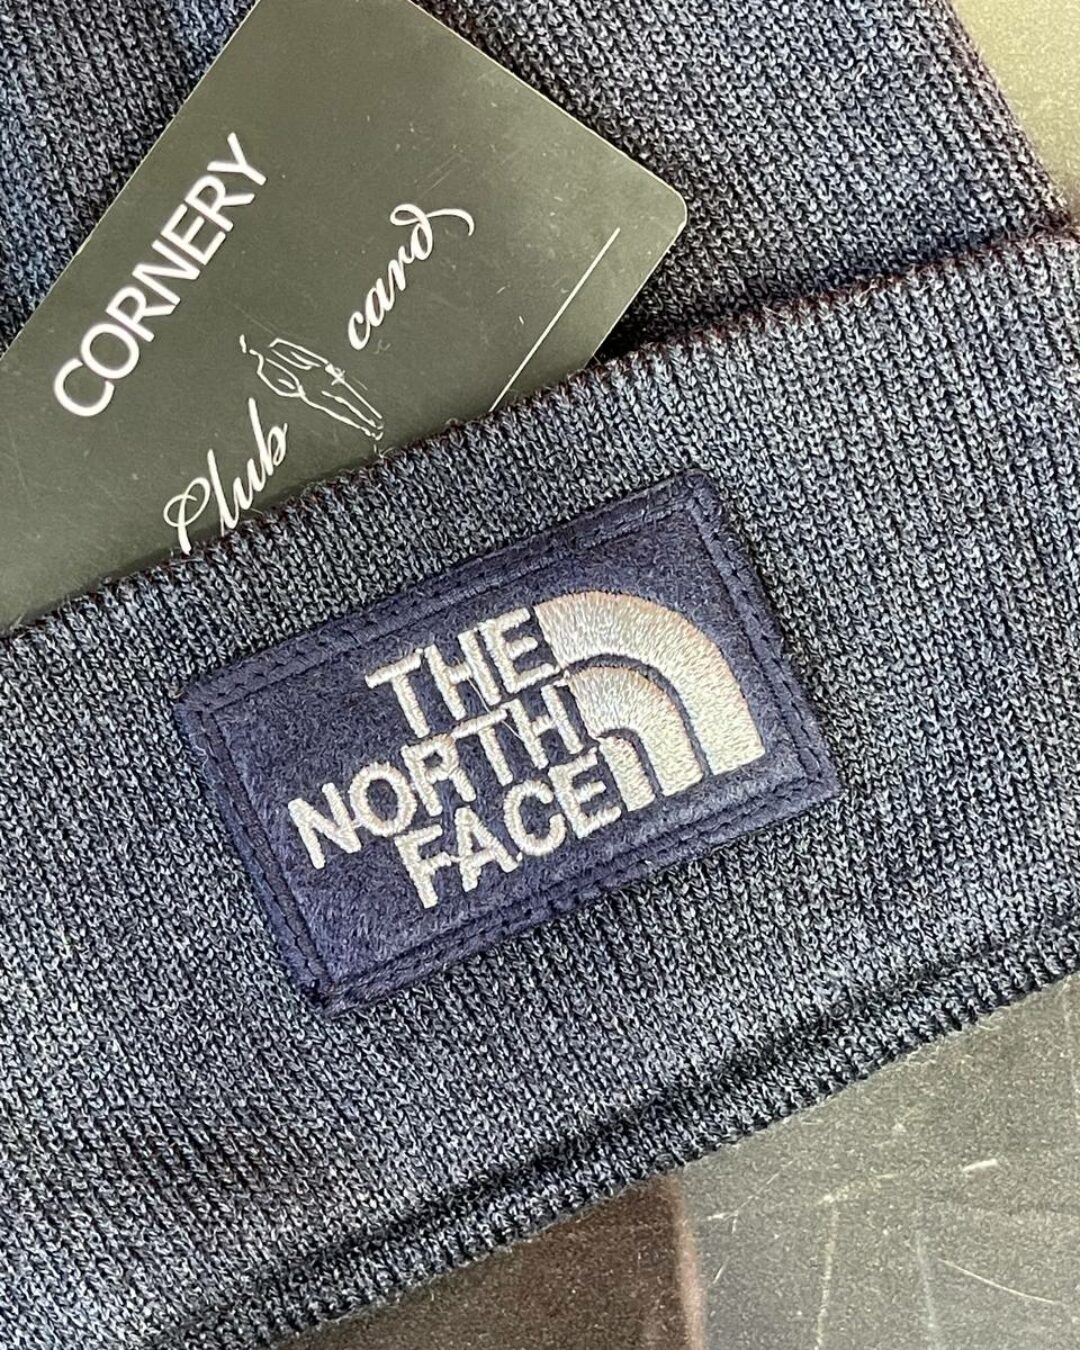 CORNERY
Club card
THE
NORTH
FACE